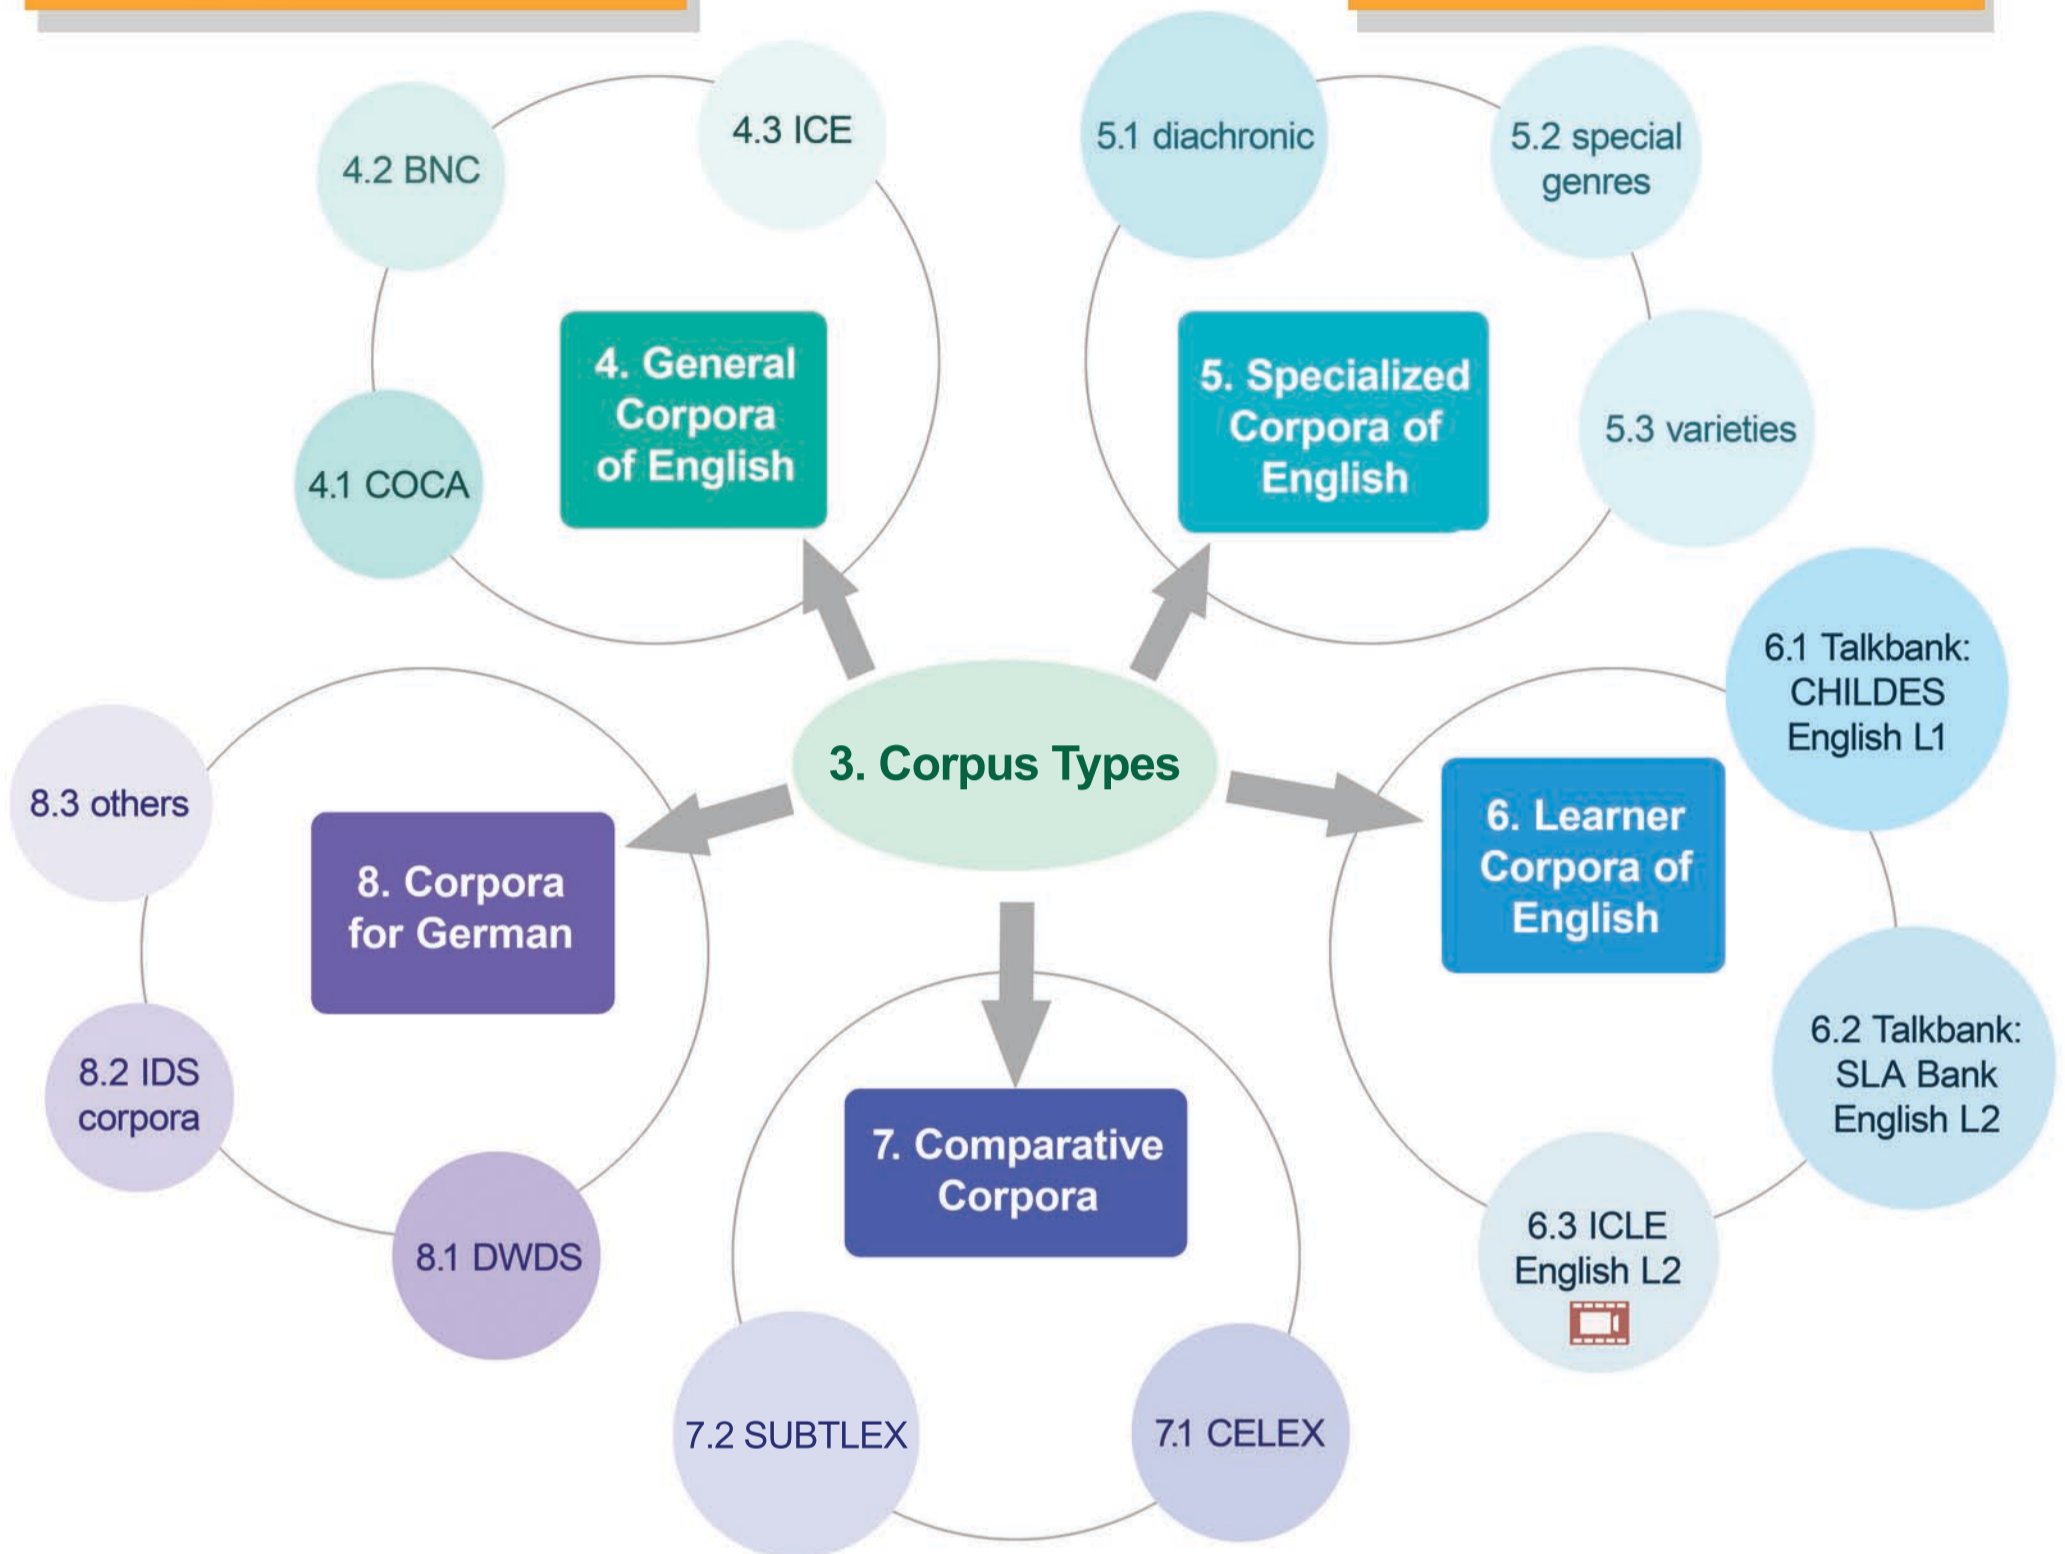 4.2 BNC
4.3 ICE
4.1 COCA
4. General
Corpora
of English
5.1 diachronic
5.2 special
genres
5.3 varieties
5. Specialized
Corpora of
English
3. Corpus Types
6.1 Talkbank:
CHILDES
English L1
6. Learner
Corpora of
English
6.2 Talkbank:
SLA Bank
English L2
6.3 ICLE
English L2
7. Comparative
Corpora
7.1 CELEX
7.2 SUBTLEX
8. Corpora
for German
8.1 DWDS
8.2 IDS
corpora
8.3 others